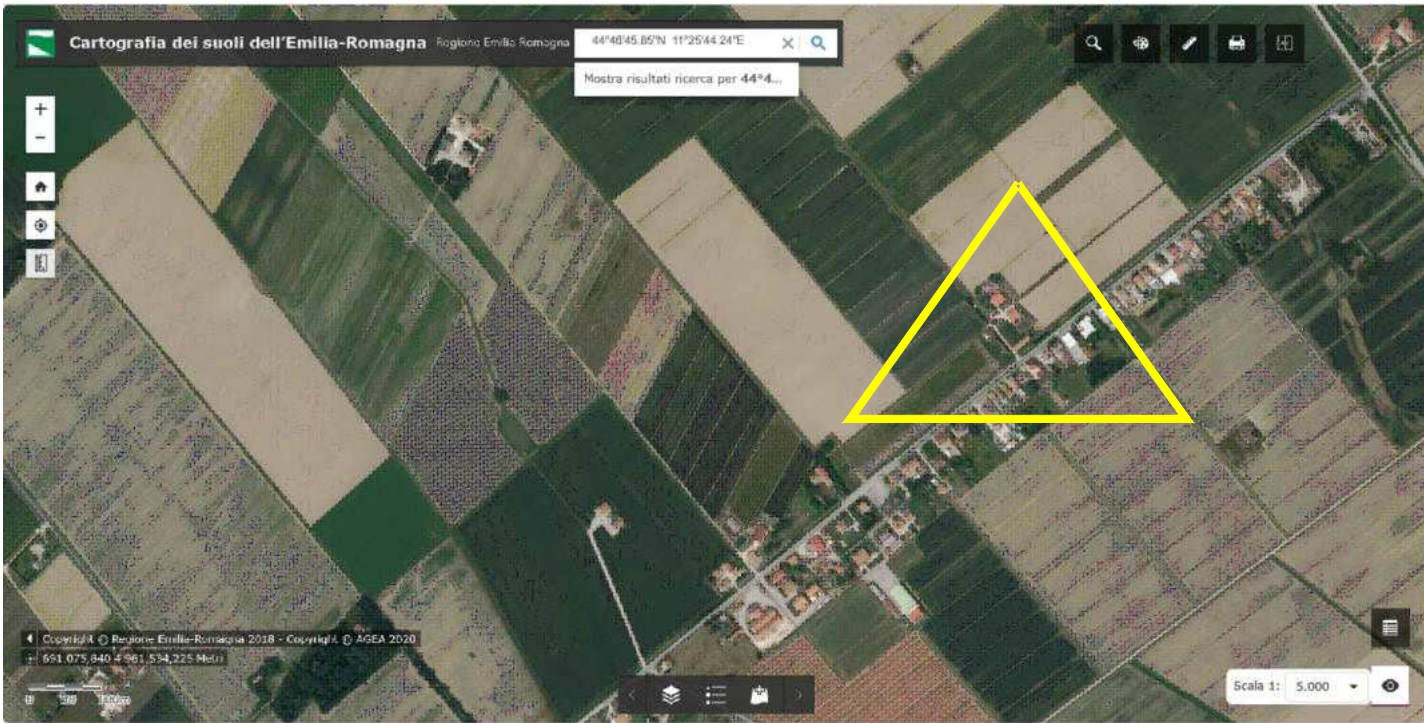 Cartografia dei suoli dell'Emilia-Romagna Regione Emilia Romagna
44°46'45.85"N 11°25'44.24"E
Mostra risultati ricerca per 44°4...
+
−
Copyright © Regione Emilia-Romagna 2018 - Copyright © AGEA 2020
691.075,840 4.961.534,225 Metri
0
Scala 1: 5.000